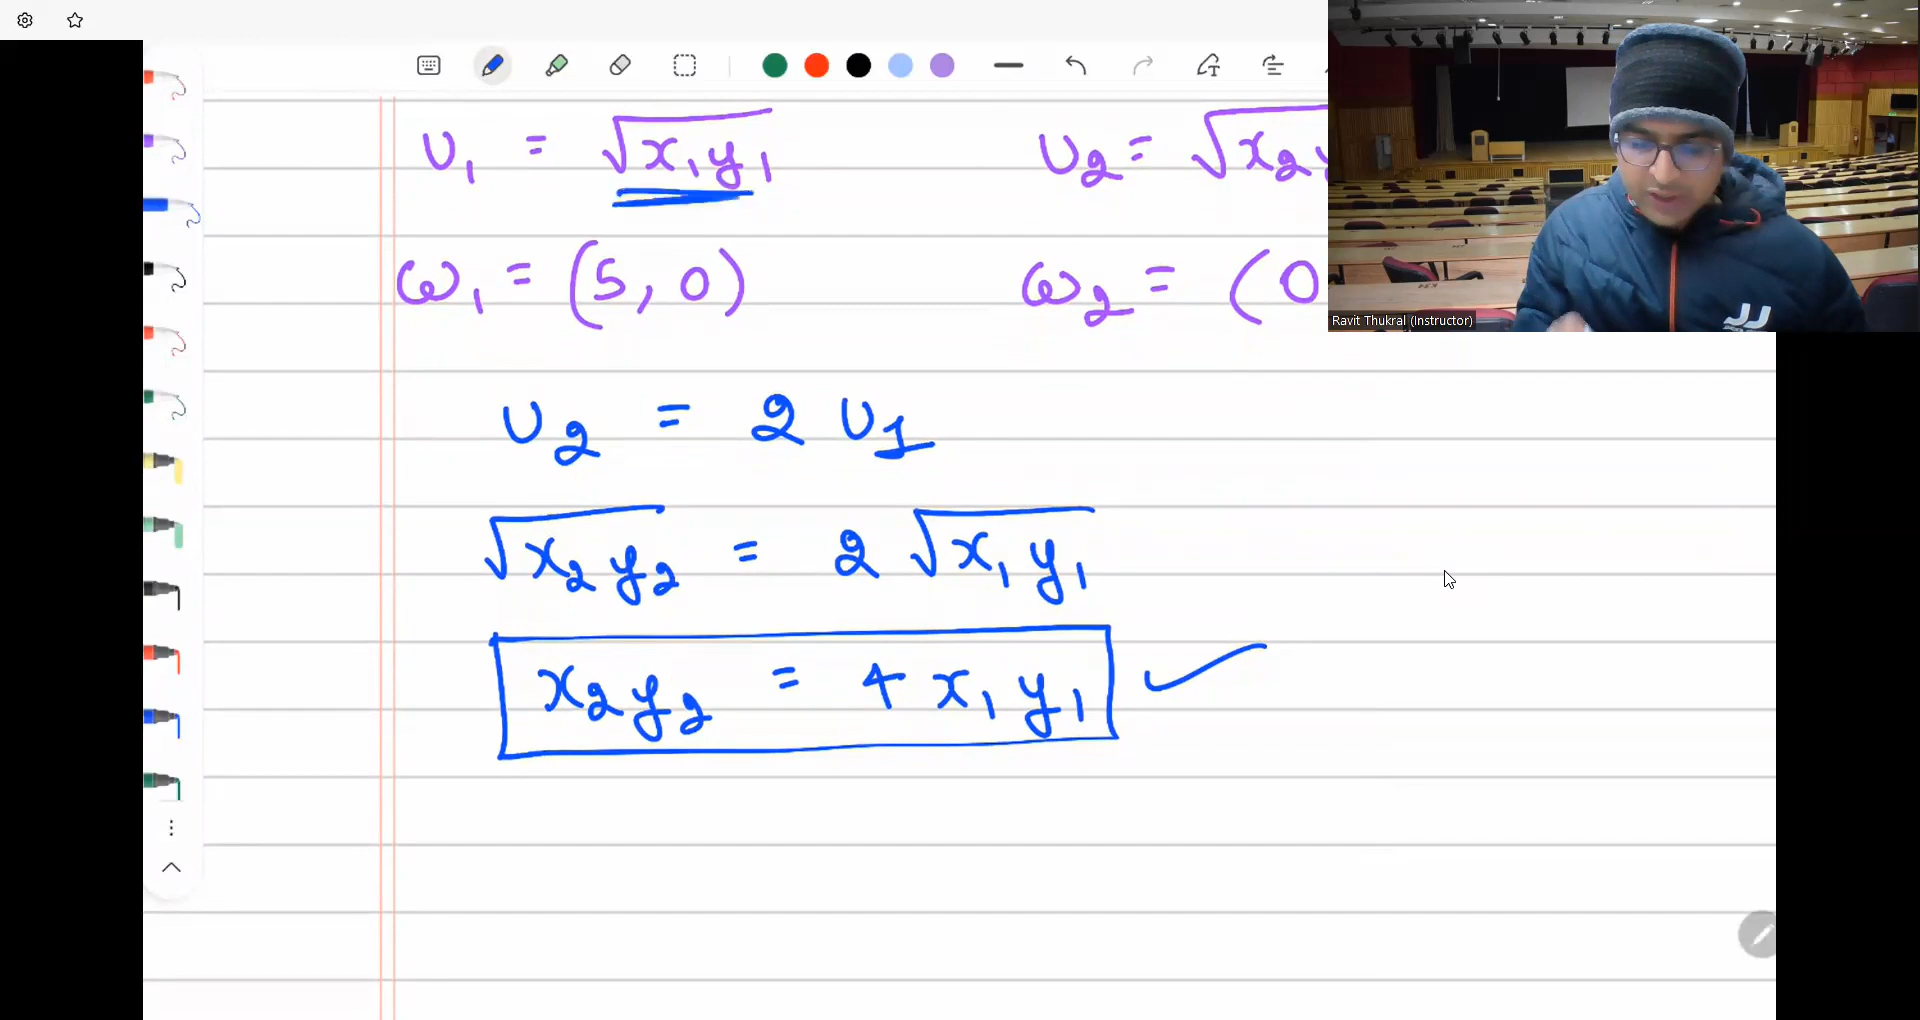 U₁ = √x₁y₁ U₂ = √x₂
ω₁ = (5, 0) ω₂ = (0
Ravit Thukral (Instructor)
U₂ = 2 U₁
√x₂y₂ = 2 √x₁y₁
x₂y₂ = 4 x₁y₁